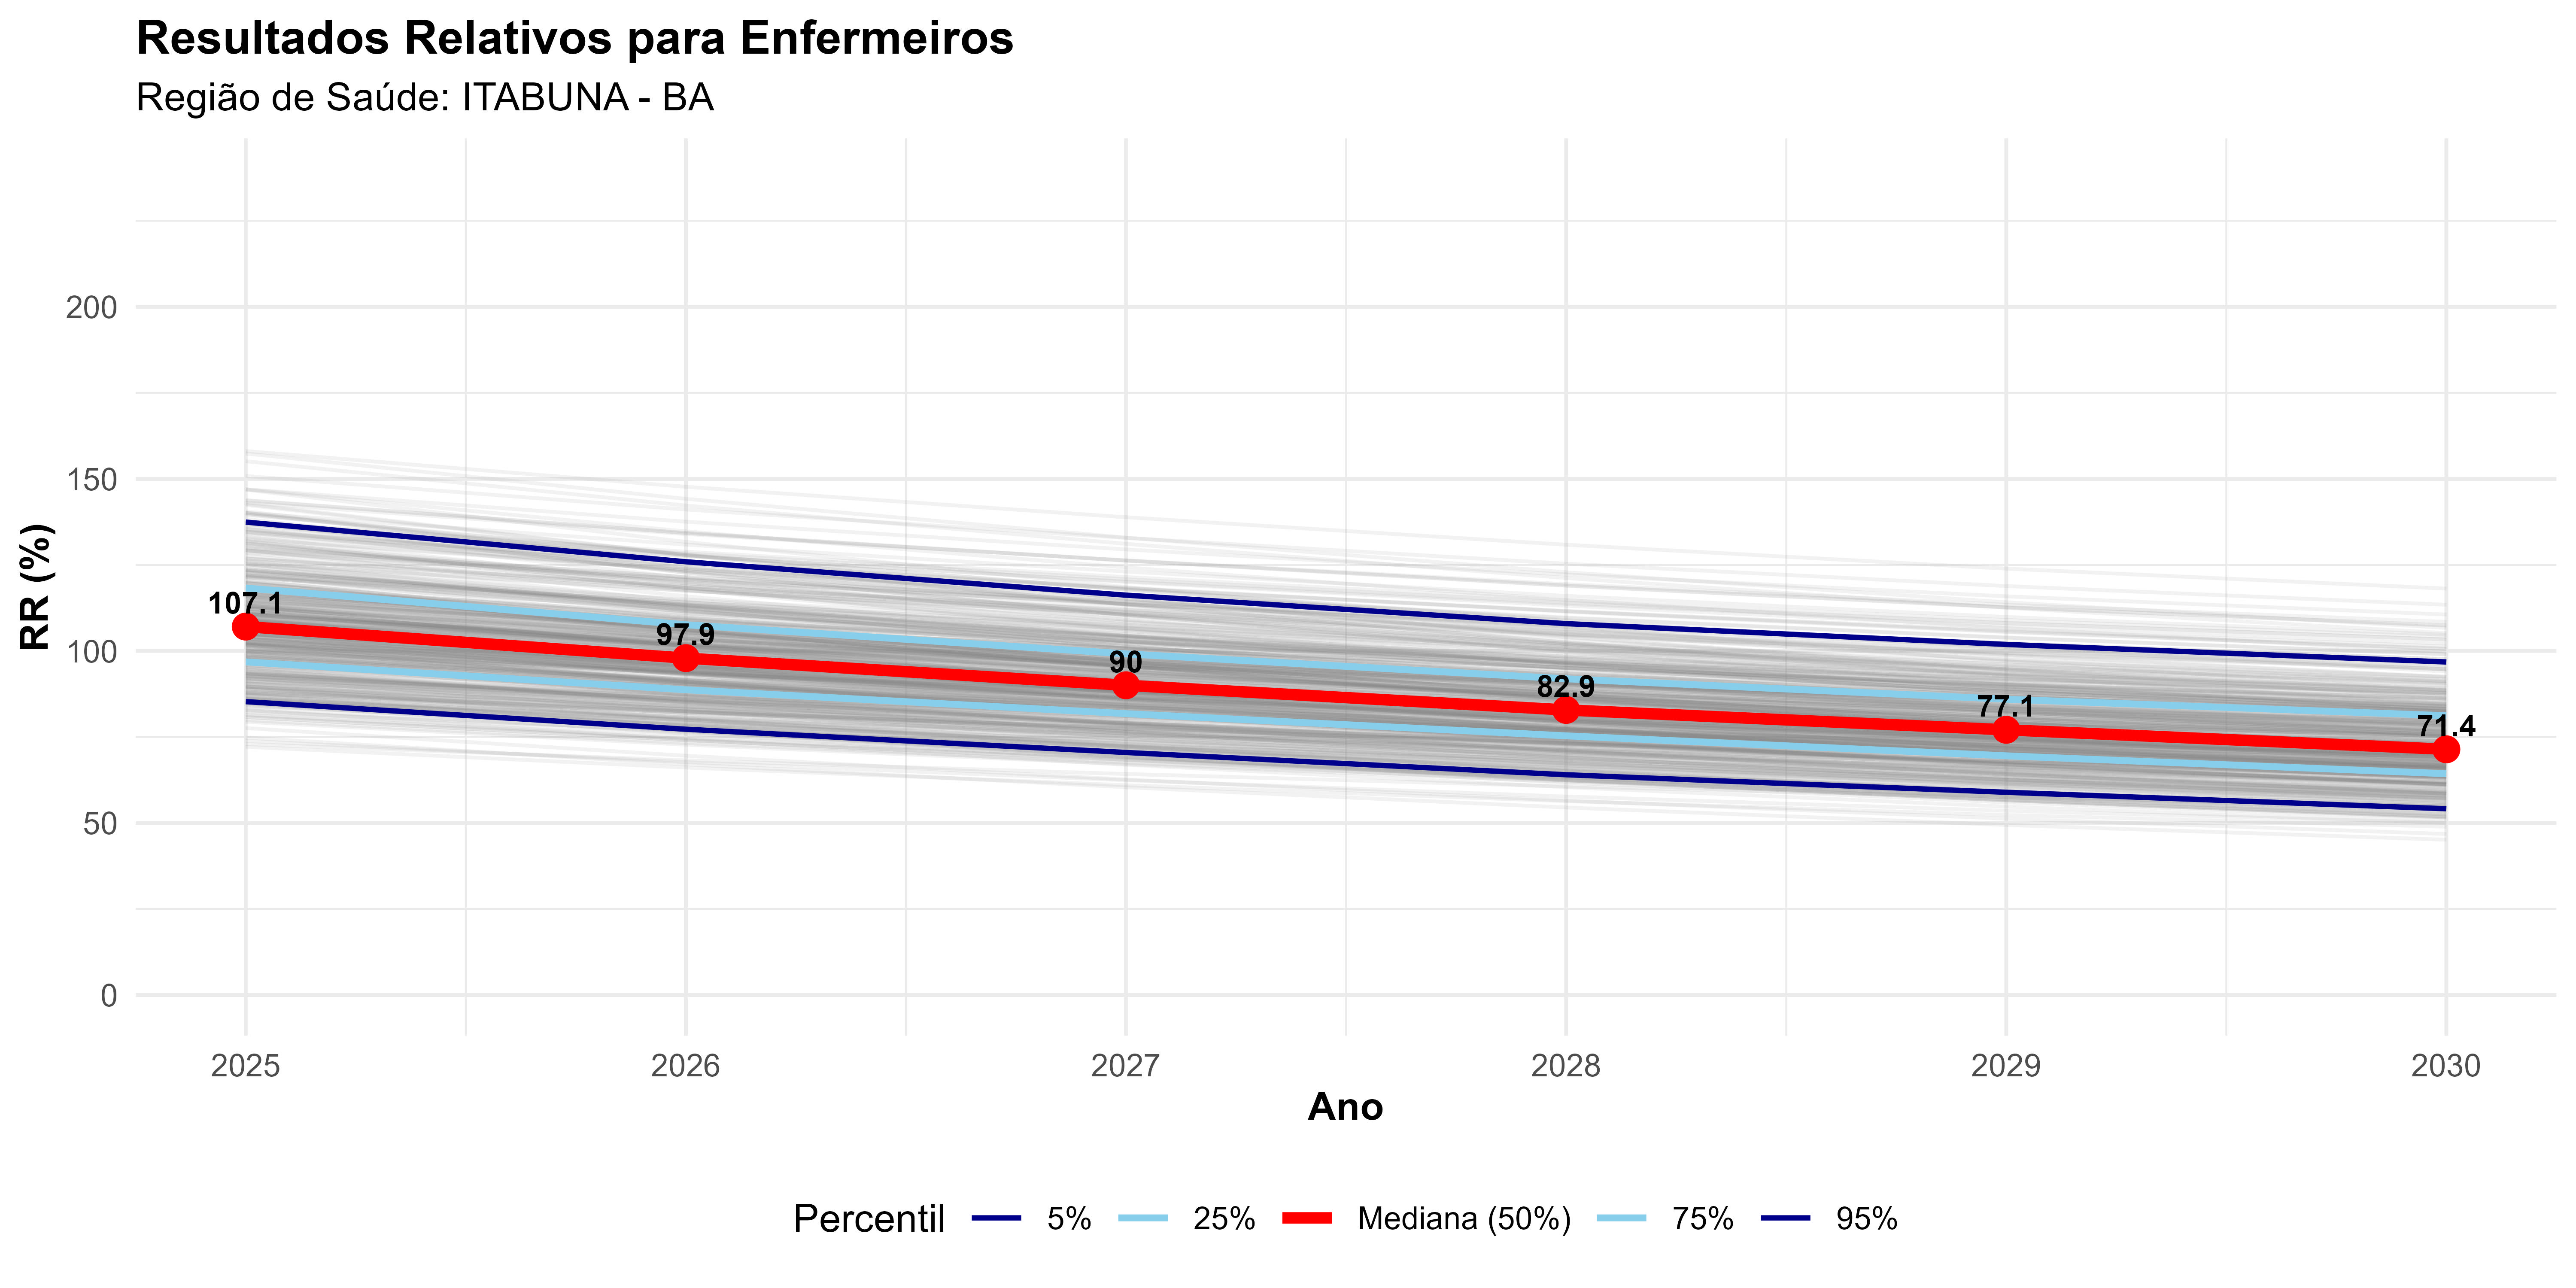 Resultados Relativos para Enfermeiros
Região de Saúde: ITABUNA - BA
RR (%)
200
150
100
50
0
107.1
97.9
90
82.9
77.1
71.4
2025 2026 2027 2028 2029 2030
Ano
Percentil 5% 25% Mediana (50%) 75% 95%